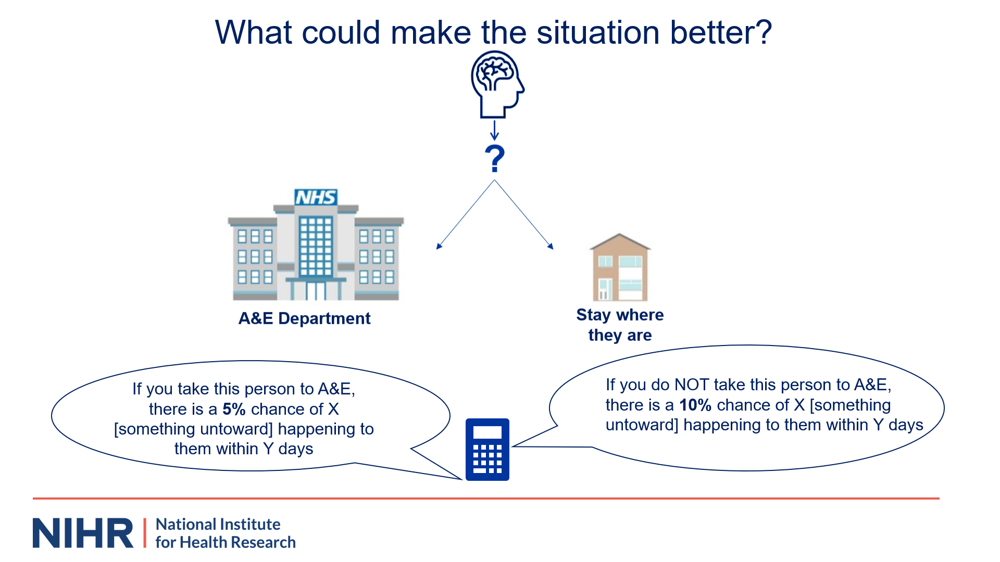 What could make the situation better?
?
NHS
A&E Department
Stay where
they are
If you take this person to A&E,
there is a 5% chance of X
[something untoward] happening to
them within Y days
If you do NOT take this person to A&E,
there is a 10% chance of X [something
untoward] happening to them within Y days
NIHR | National Institute
for Health Research